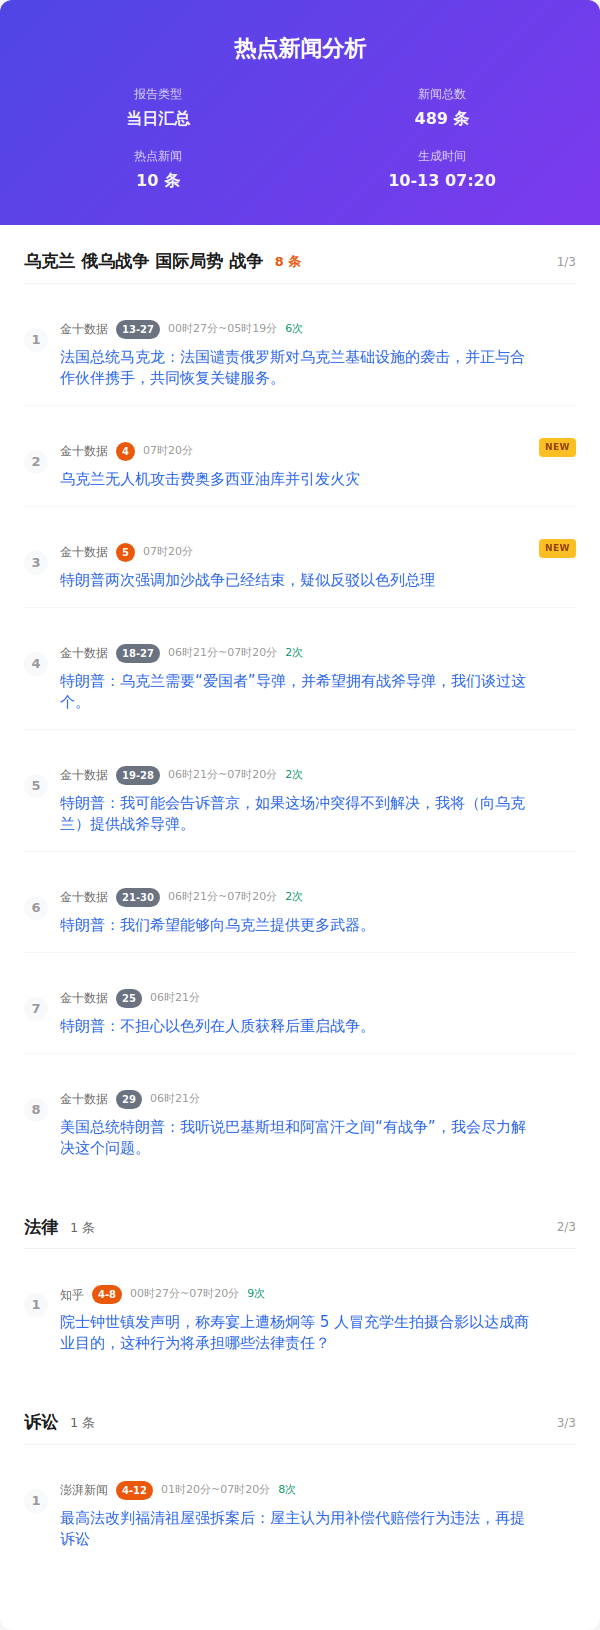 热点新闻分析
报告类型
新闻总数
当日汇总
489 条
热点新闻
生成时间
10 条
10-13 07:20
乌克兰 俄乌战争 国际局势 战争 8 条 1/3
1
金十数据 13-27 00时27分~05时19分 6次
法国总统马克龙：法国谴责俄罗斯对乌克兰基础设施的袭击，并正与合
作伙伴携手，共同恢复关键服务。
2
金十数据 4 07时20分 NEW
乌克兰无人机攻击费奥多西亚油库并引发火灾
3
金十数据 5 07时20分 NEW
特朗普两次强调加沙战争已经结束，疑似反驳以色列总理
4
金十数据 18-27 06时21分~07时20分 2次
特朗普：乌克兰需要“爱国者”导弹，并希望拥有战斧导弹，我们谈过这
个。
5
金十数据 19-28 06时21分~07时20分 2次
特朗普：我可能会告诉普京，如果这场冲突得不到解决，我将（向乌克
兰）提供战斧导弹。
6
金十数据 21-30 06时21分~07时20分 2次
特朗普：我们希望能够向乌克兰提供更多武器。
7
金十数据 25 06时21分
特朗普：不担心以色列在人质获释后重启战争。
8
金十数据 29 06时21分
美国总统特朗普：我听说巴基斯坦和阿富汗之间“有战争”，我会尽力解
决这个问题。
法律 1 条 2/3
1
知乎 4-8 00时27分~07时20分 9次
院士钟世镇发声明，称寿宴上遭杨炯等 5 人冒充学生拍摄合影以达成商
业目的，这种行为将承担哪些法律责任？
诉讼 1 条 3/3
1
澎湃新闻 4-12 01时20分~07时20分 8次
最高法改判福清祖屋强拆案后：屋主认为用补偿代赔偿行为违法，再提
诉讼